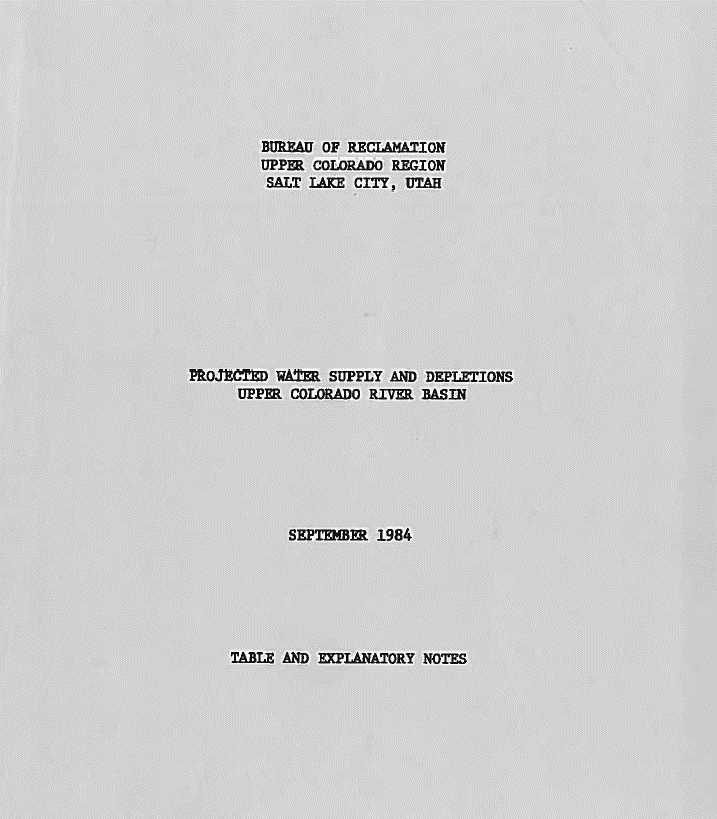 BUREAU OF RECLAMATION
UPPER COLORADO REGION
SALT LAKE CITY, UTAH
PROJECTED WATER SUPPLY AND DEPLETIONS
UPPER COLORADO RIVER BASIN
SEPTEMBER 1984
TABLE AND EXPLANATORY NOTES